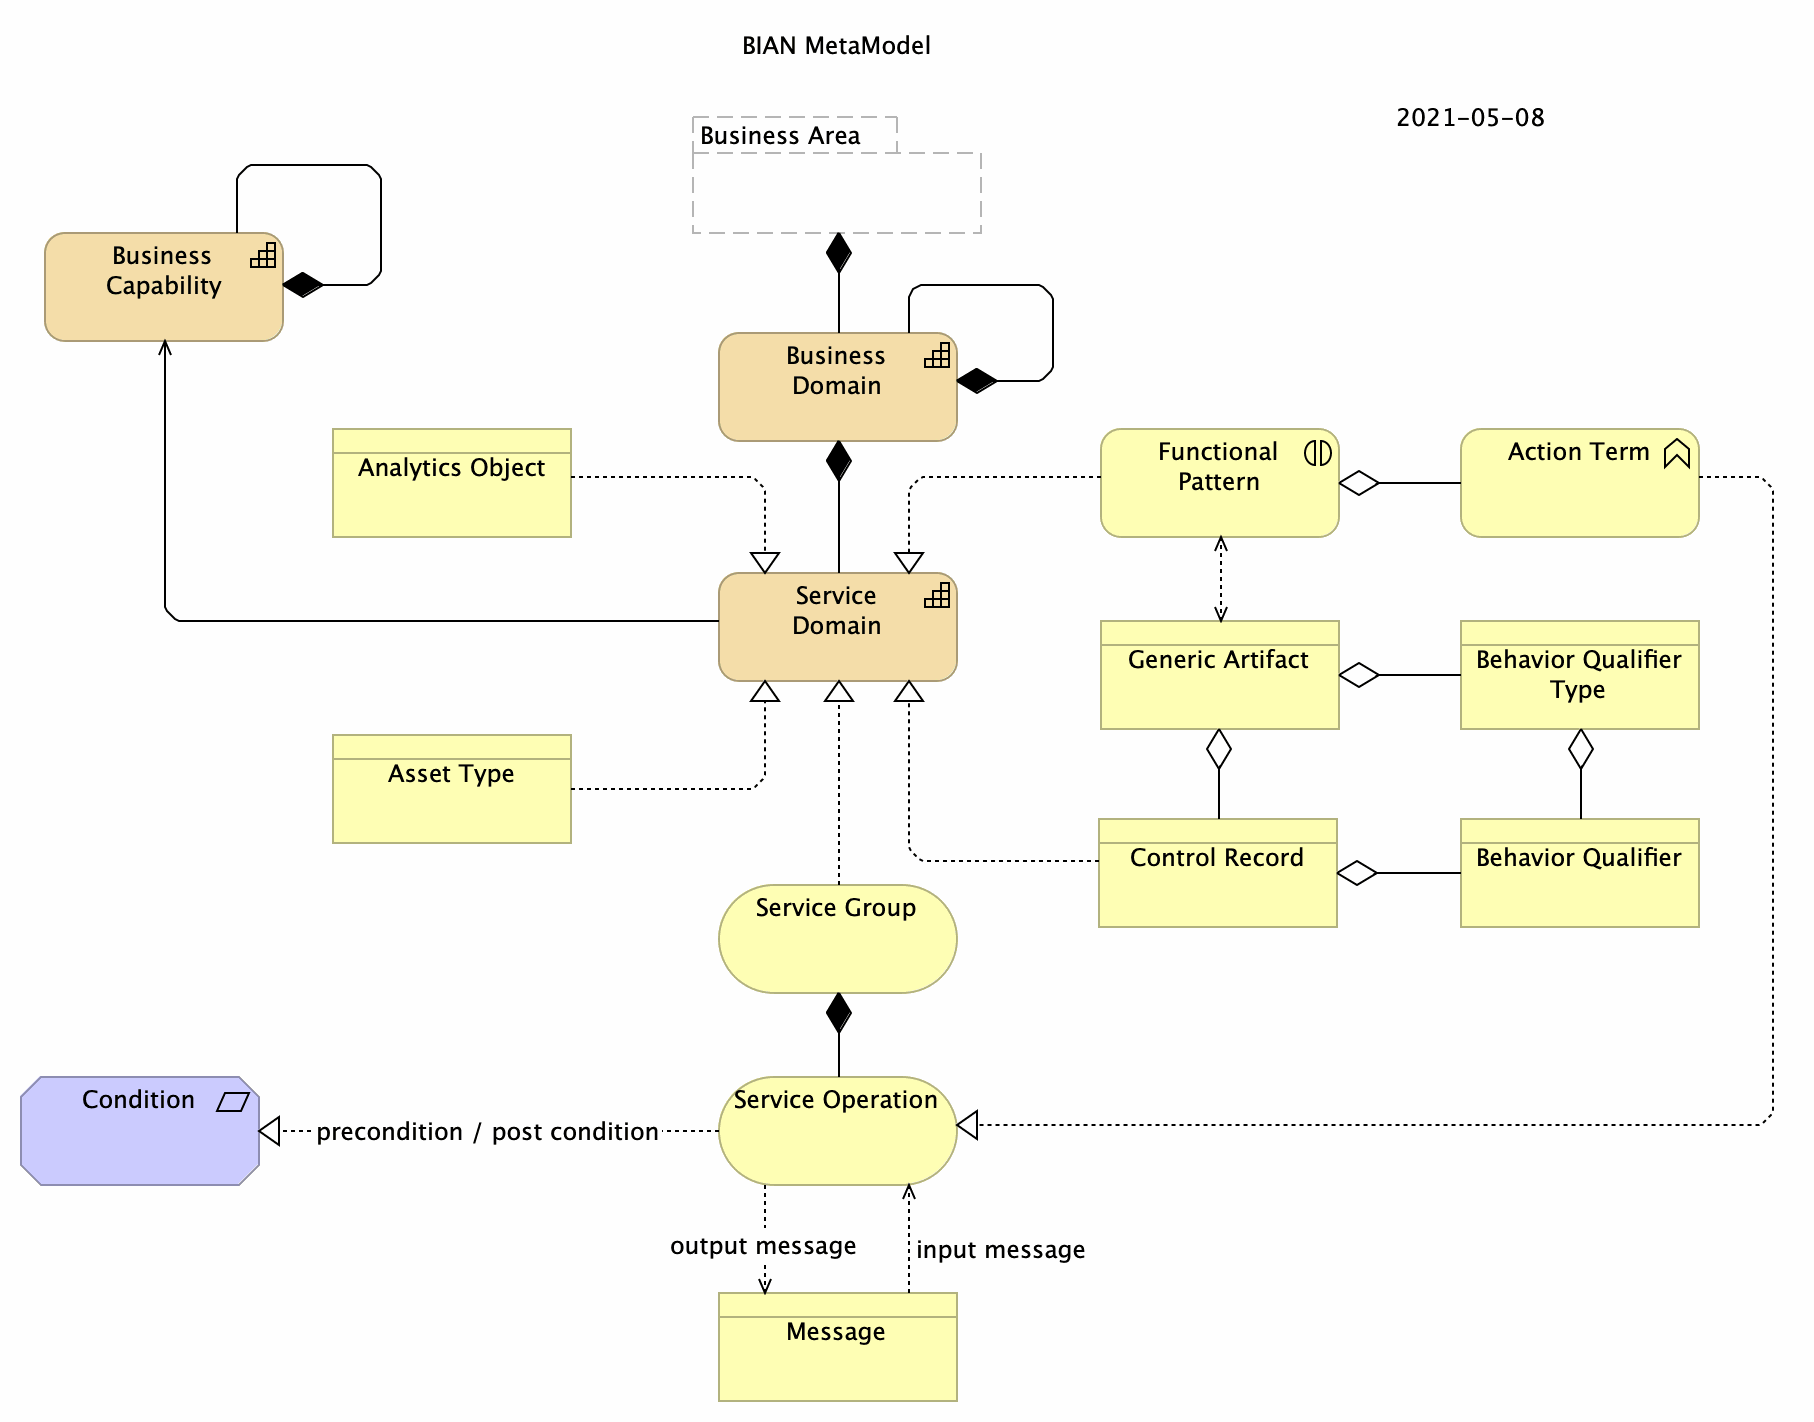 BIAN MetaModel
2021-05-08
Business Area
Business
Capability
Business
Domain
Analytics Object
Functional
Pattern
Action Term
Service
Domain
Generic Artifact
Behavior Qualifier
Type
Asset Type
Control Record
Behavior Qualifier
Service Group
Condition
precondition / post condition
Service Operation
output message
input message
Message